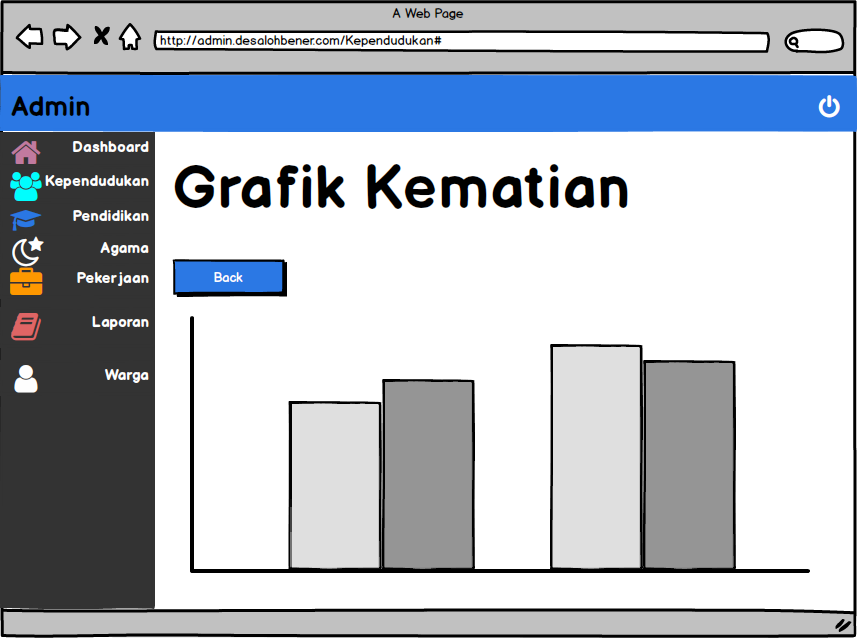 A Web Page
http://admin.desalohbener.com/Kependudukan#
Admin
Dashboard
Kependudukan
Pendidikan
Agama
Pekerjaan
Laporan
Warga
Grafik Kematian
Back